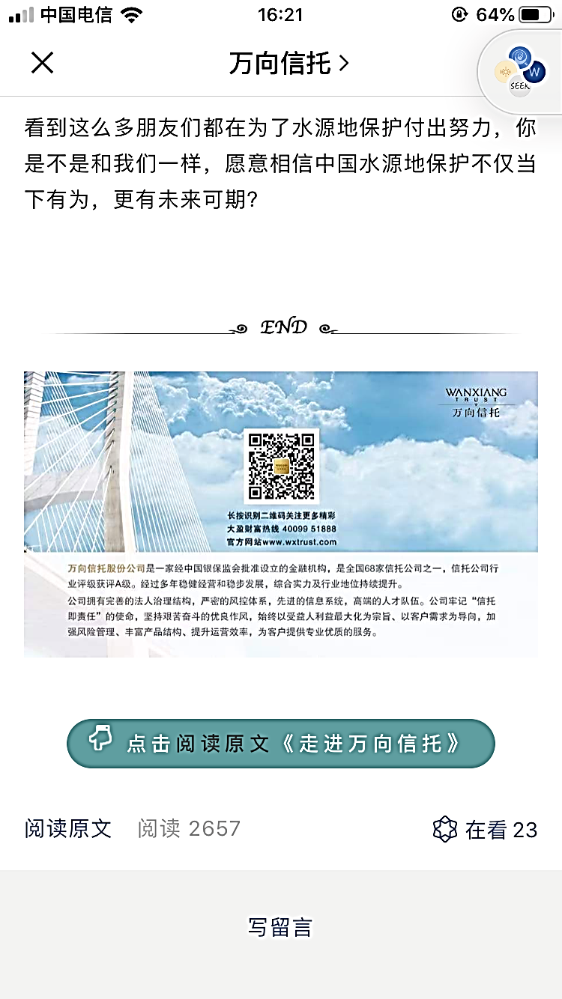 中国电信 16:21 64%
万向信托
W
SEEK
看到这么多朋友们都在为了水源地保护付出努力，你
是不是和我们一样，愿意相信中国水源地保护不仅当
下有为，更有未来可期？
END
WANXIANG
TRUST
万向信托
长按识别二维码关注更多精彩
大盈财富热线 40099 51888
官方网站www.wxtrust.com
万向信托股份公司是一家经中国银保监会批准设立的金融机构，是全国68家信托公司之一，信托公司行
业评级获评A级。经过多年稳健经营和稳步发展，综合实力及行业地位持续提升。
公司拥有完善的法人治理结构，严密的风控体系，先进的信息系统，高端的人才队伍。公司牢记“信托
即责任”的使命，坚持艰苦奋斗的优良作风，始终以受益人利益最大化为宗旨、以客户需求为导向，加
强风险管理、丰富产品结构、提升运营效率，为客户提供专业优质的服务。
点击阅读原文《走进万向信托》
阅读原文 阅读 2657 在看 23
写留言